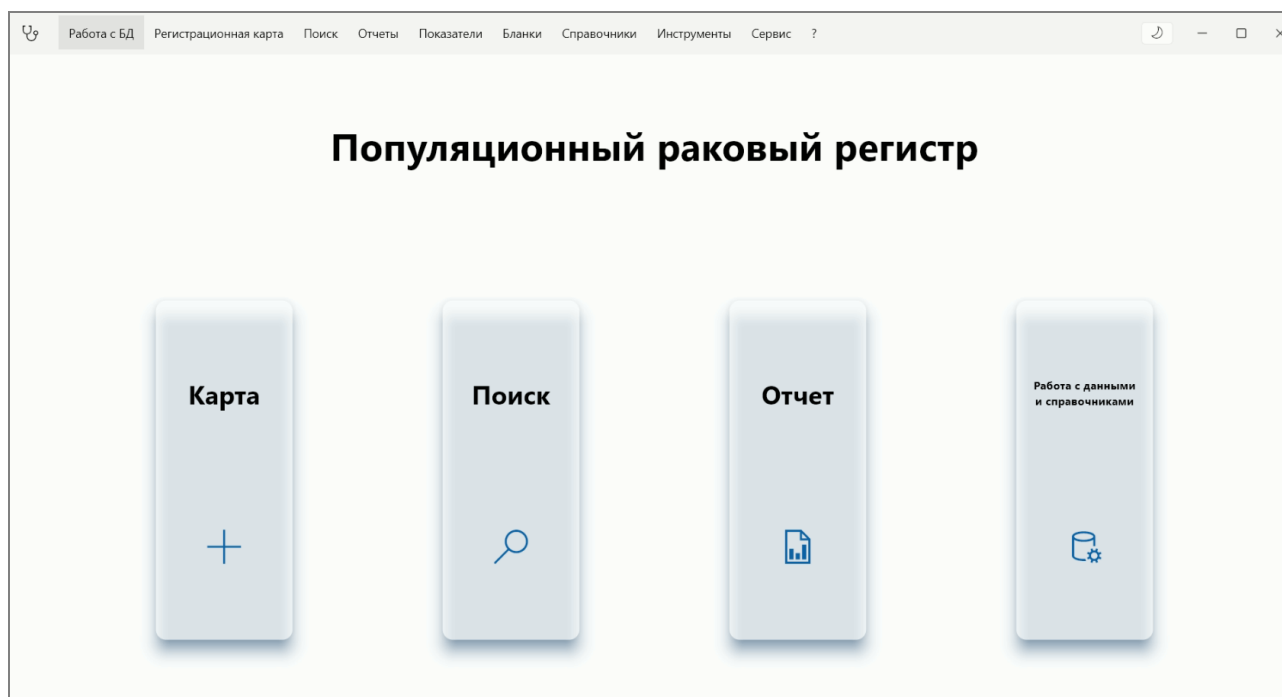 Работа с БД Регистрационная карта Поиск Отчеты Показатели Бланки Справочники Инструменты Сервис ?
Популяционный раковый регистр
Карта
Поиск
Отчет
Работа с данными
и справочниками